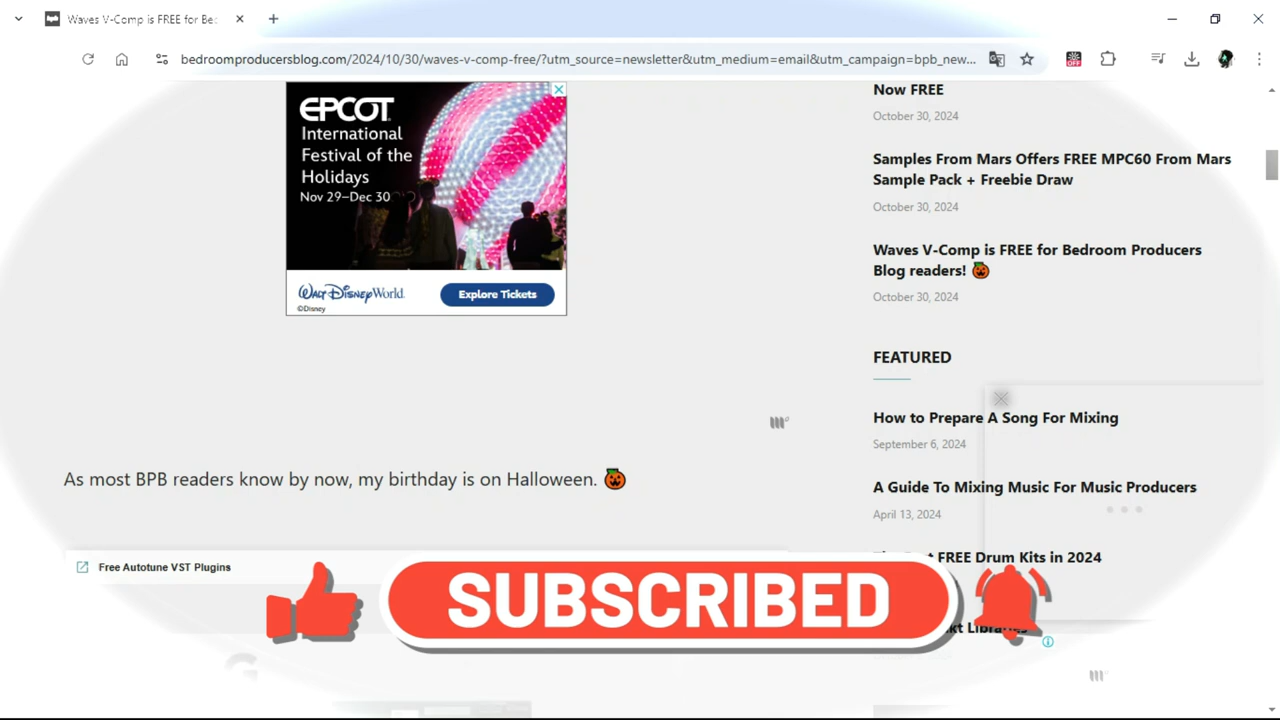 Waves V-Comp is FREE for Bec
bedroomproducersblog.com/2024/10/30/waves-v-comp-free/?utm_source=newsletter&utm_medium=email&utm_campaign=bpb_new...
OFF
EPCOT
International
Festival of the
Holidays
Nov 29–Dec 30
Walt Disney World
Explore Tickets
©Disney
As most BPB readers know by now, my birthday is on Halloween. 🎃
Free Autotune VST Plugins
Now FREE
October 30, 2024
Samples From Mars Offers FREE MPC60 From Mars
Sample Pack + Freebie Draw
October 30, 2024
Waves V-Comp is FREE for Bedroom Producers
Blog readers! 🎃
October 30, 2024
FEATURED
How to Prepare A Song For Mixing
September 6, 2024
A Guide To Mixing Music For Music Producers
April 13, 2024
FREE Drum Kits in 2024
SUBSCRIBED